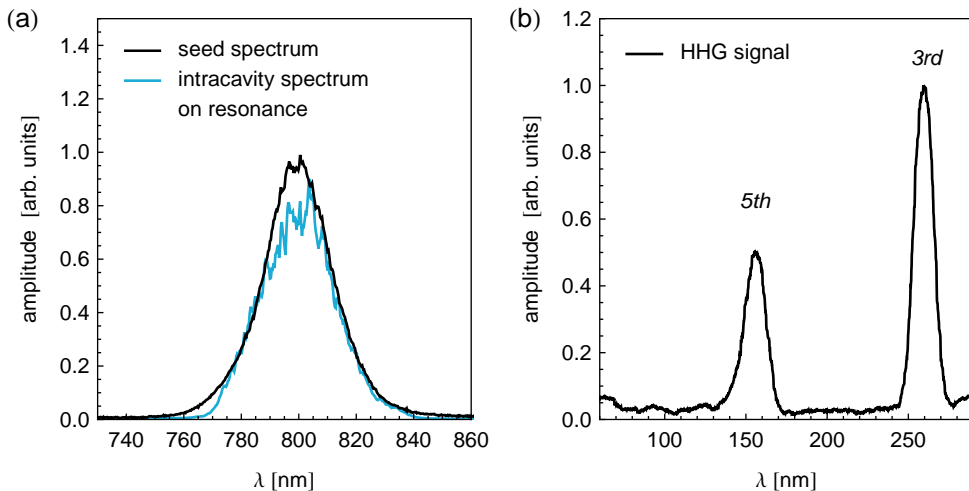 (a)
seed spectrum
intracavity spectrum
on resonance
amplitude [arb. units]
1.4
1.2
1.0
0.8
0.6
0.4
0.2
0.0
740 760 780 800 820 840 860
λ [nm]
(b)
HHG signal
3rd
5th
amplitude [arb. units]
1.2
1.0
0.8
0.6
0.4
0.2
0.0
100 150 200 250
λ [nm]